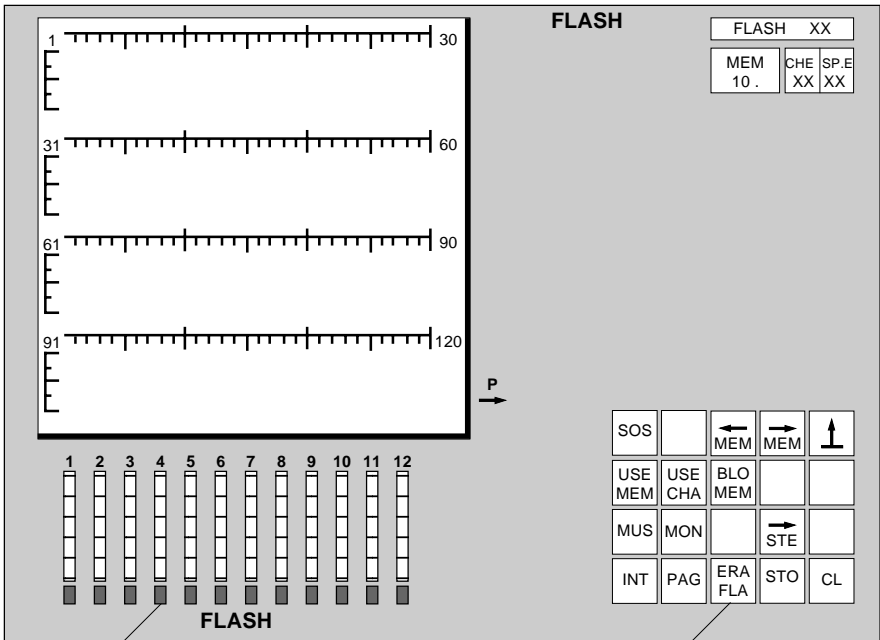 FLASH
FLASH XX
MEM CHE SP.E
10 . XX XX
1 30
31 60
61 90
91 120
P
1 2 3 4 5 6 7 8 9 10 11 12
FLASH
SOS MEM MEM
USE MEM USE CHA BLO MEM
MUS MON STE
INT PAG ERA FLA STO CL